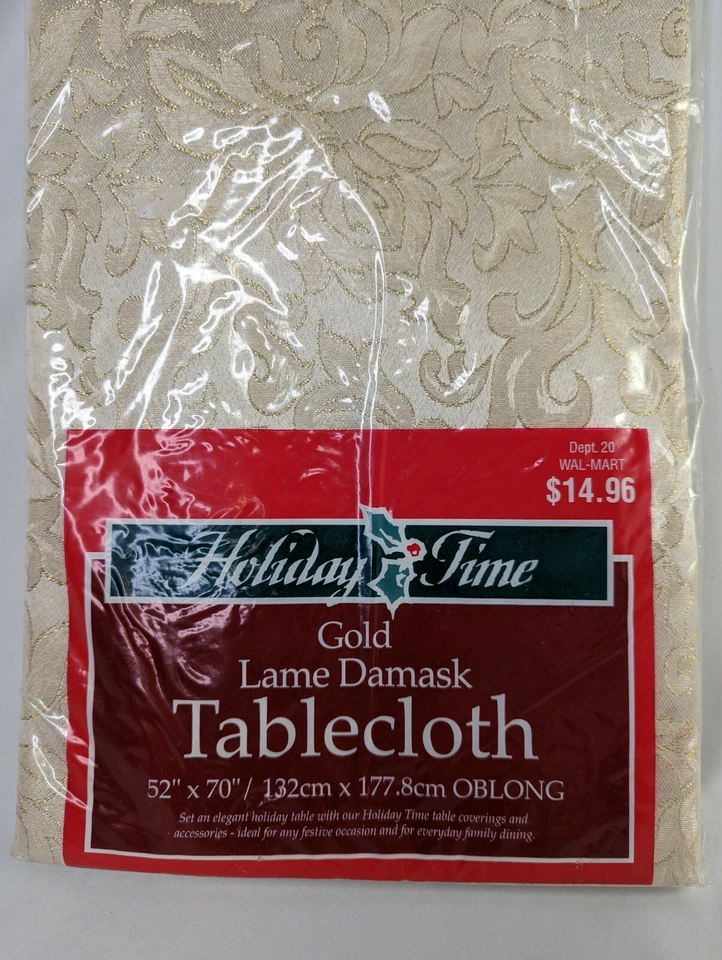 Dept. 20
WAL-MART
$14.96
Holiday Time
Gold
Lame Damask
Tablecloth
52" x 70" / 132cm x 177.8cm OBLONG
Set an elegant holiday table with our Holiday Time table coverings and
accessories - ideal for any festive occasion and for everyday family dining.